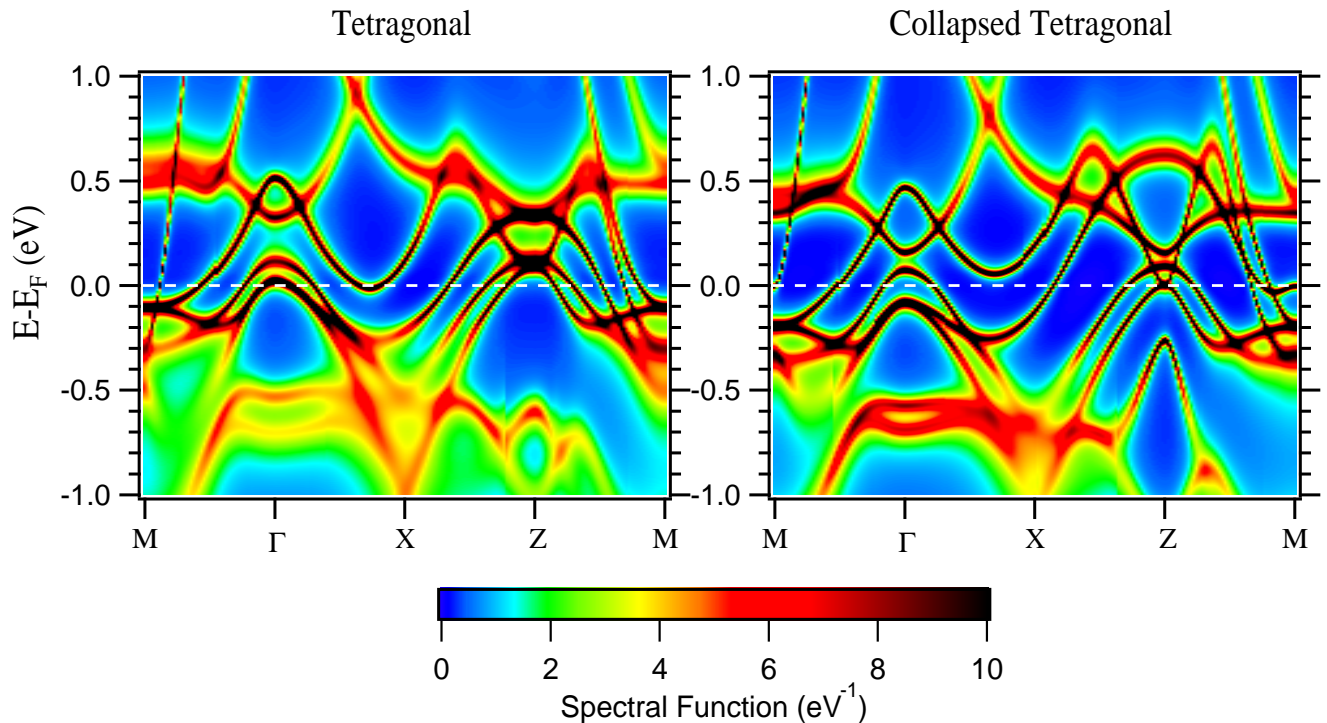 Tetragonal
Collapsed Tetragonal
1.0
0.5
0.0
-0.5
-1.0
E-E_F (eV)
M Γ X Z M
1.0
0.5
0.0
-0.5
-1.0
M Γ X Z M
0 2 4 6 8 10
Spectral Function (eV⁻¹)